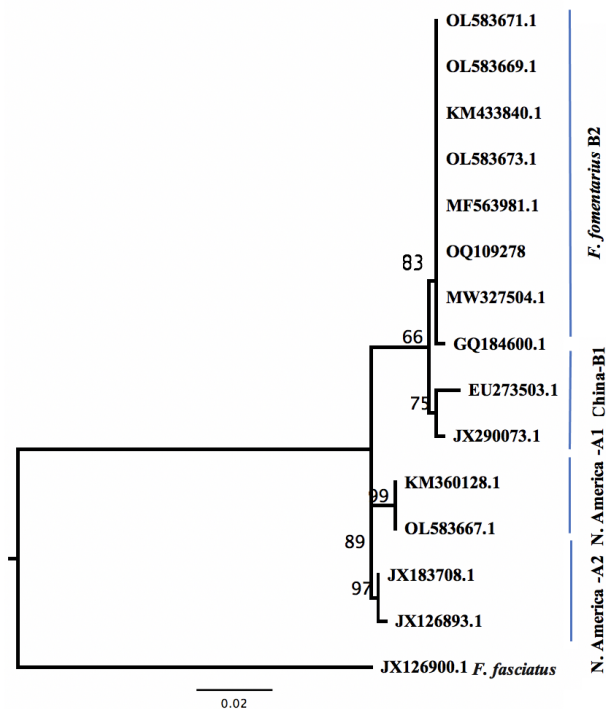 OL583671.1
OL583669.1
KM433840.1
OL583673.1
MF563981.1
OQ109278
83
MW327504.1
66
GQ184600.1
EU273503.1
75
JX290073.1
KM360128.1
99
OL583667.1
89
JX183708.1
97
JX126893.1
JX126900.1 F. fasciatus
0.02
F. fomentarius B2
China-B1
N. America -A1
N. America -A2